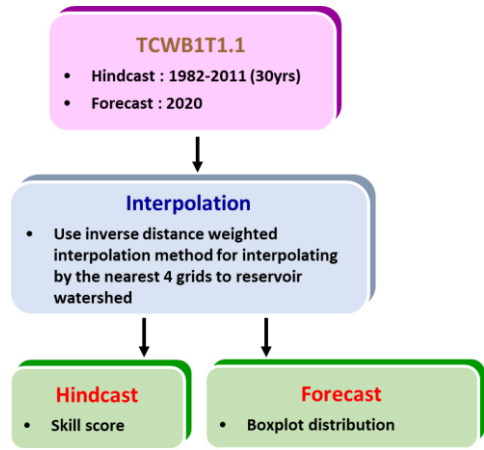 TCWB1T1.1
• Hindcast : 1982-2011 (30yrs)
• Forecast : 2020
Interpolation
• Use inverse distance weighted
interpolation method for interpolating
by the nearest 4 grids to reservoir
watershed
Hindcast
• Skill score
Forecast
• Boxplot distribution